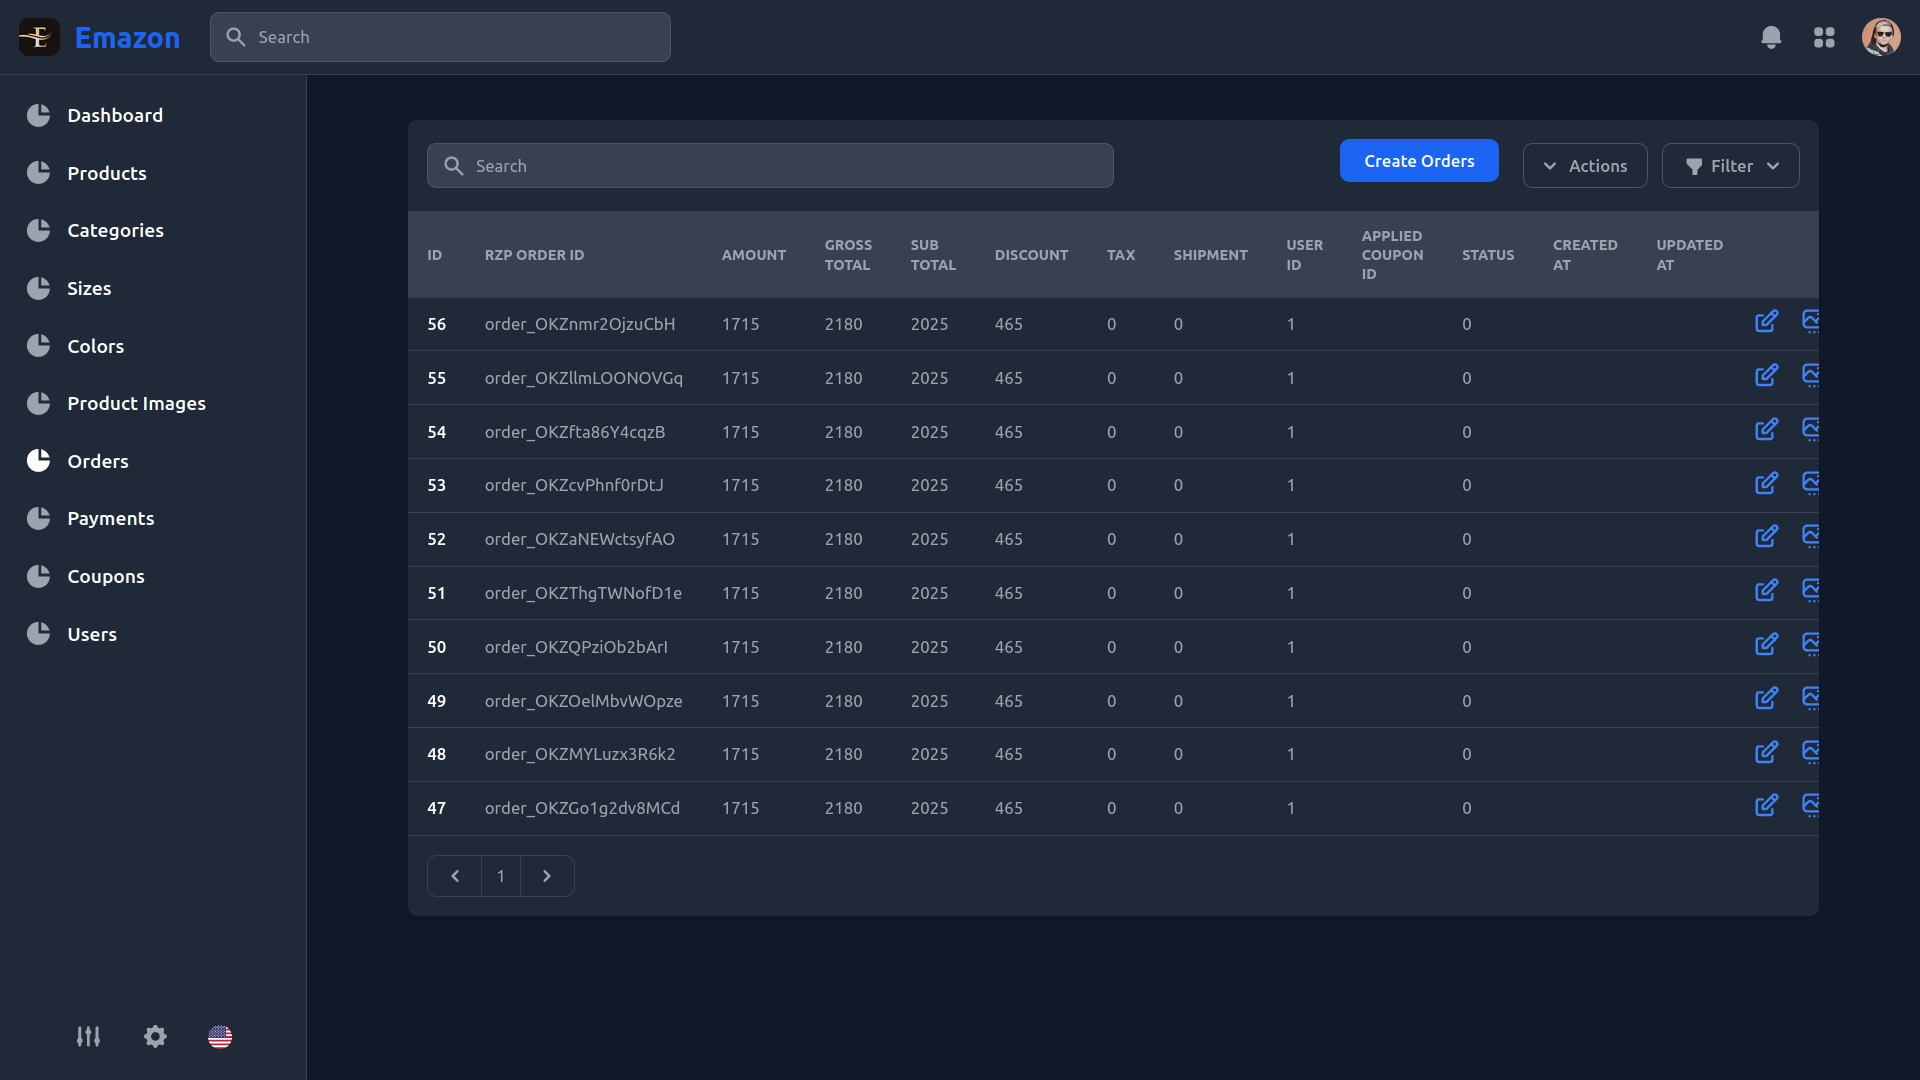 Emazon
Search
Dashboard
Products
Categories
Sizes
Colors
Product Images
Orders
Payments
Coupons
Users
Search
Create Orders
Actions
Filter
ID RZP ORDER ID AMOUNT GROSS TOTAL SUB TOTAL DISCOUNT TAX SHIPMENT USER ID APPLIED COUPON ID STATUS CREATED AT UPDATED AT
56 order_OKZnmr2OjzuCbH 1715 2180 2025 465 0 0 1 0
55 order_OKZllmLOONOVGq 1715 2180 2025 465 0 0 1 0
54 order_OKZfta86Y4cqzB 1715 2180 2025 465 0 0 1 0
53 order_OKZcvPhnf0rDtJ 1715 2180 2025 465 0 0 1 0
52 order_OKZaNEWctsyfAO 1715 2180 2025 465 0 0 1 0
51 order_OKZThgTWNofD1e 1715 2180 2025 465 0 0 1 0
50 order_OKZQPziOb2bArI 1715 2180 2025 465 0 0 1 0
49 order_OKZOelMbvWOpze 1715 2180 2025 465 0 0 1 0
48 order_OKZMYLuzx3R6k2 1715 2180 2025 465 0 0 1 0
47 order_OKZGo1g2dv8MCd 1715 2180 2025 465 0 0 1 0
1